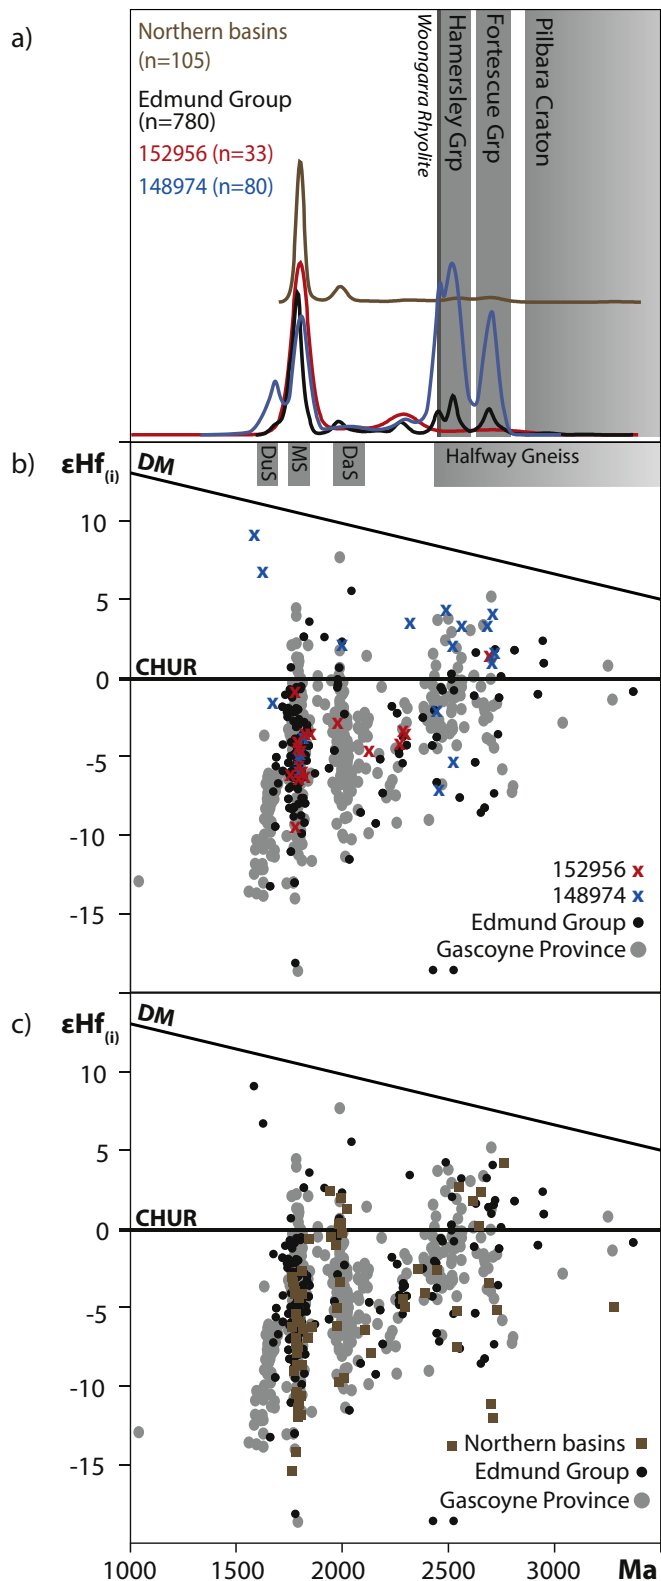 a)
Northern basins
(n=105)
Edmund Group
(n=780)
152956 (n=33)
148974 (n=80)
Woongarra Rhyolite
Hamersley Grp
Fortescue Grp
Pilbara Craton
b)
εHf(i)
DM
DuS
MS
DaS
Halfway Gneiss
10
5
CHUR
0
-5
-10
-15
152956 x
148974 x
Edmund Group
Gascoyne Province
c)
εHf(i)
DM
10
5
CHUR
0
-5
-10
-15
Northern basins
Edmund Group
Gascoyne Province
1000 1500 2000 2500 3000 Ma